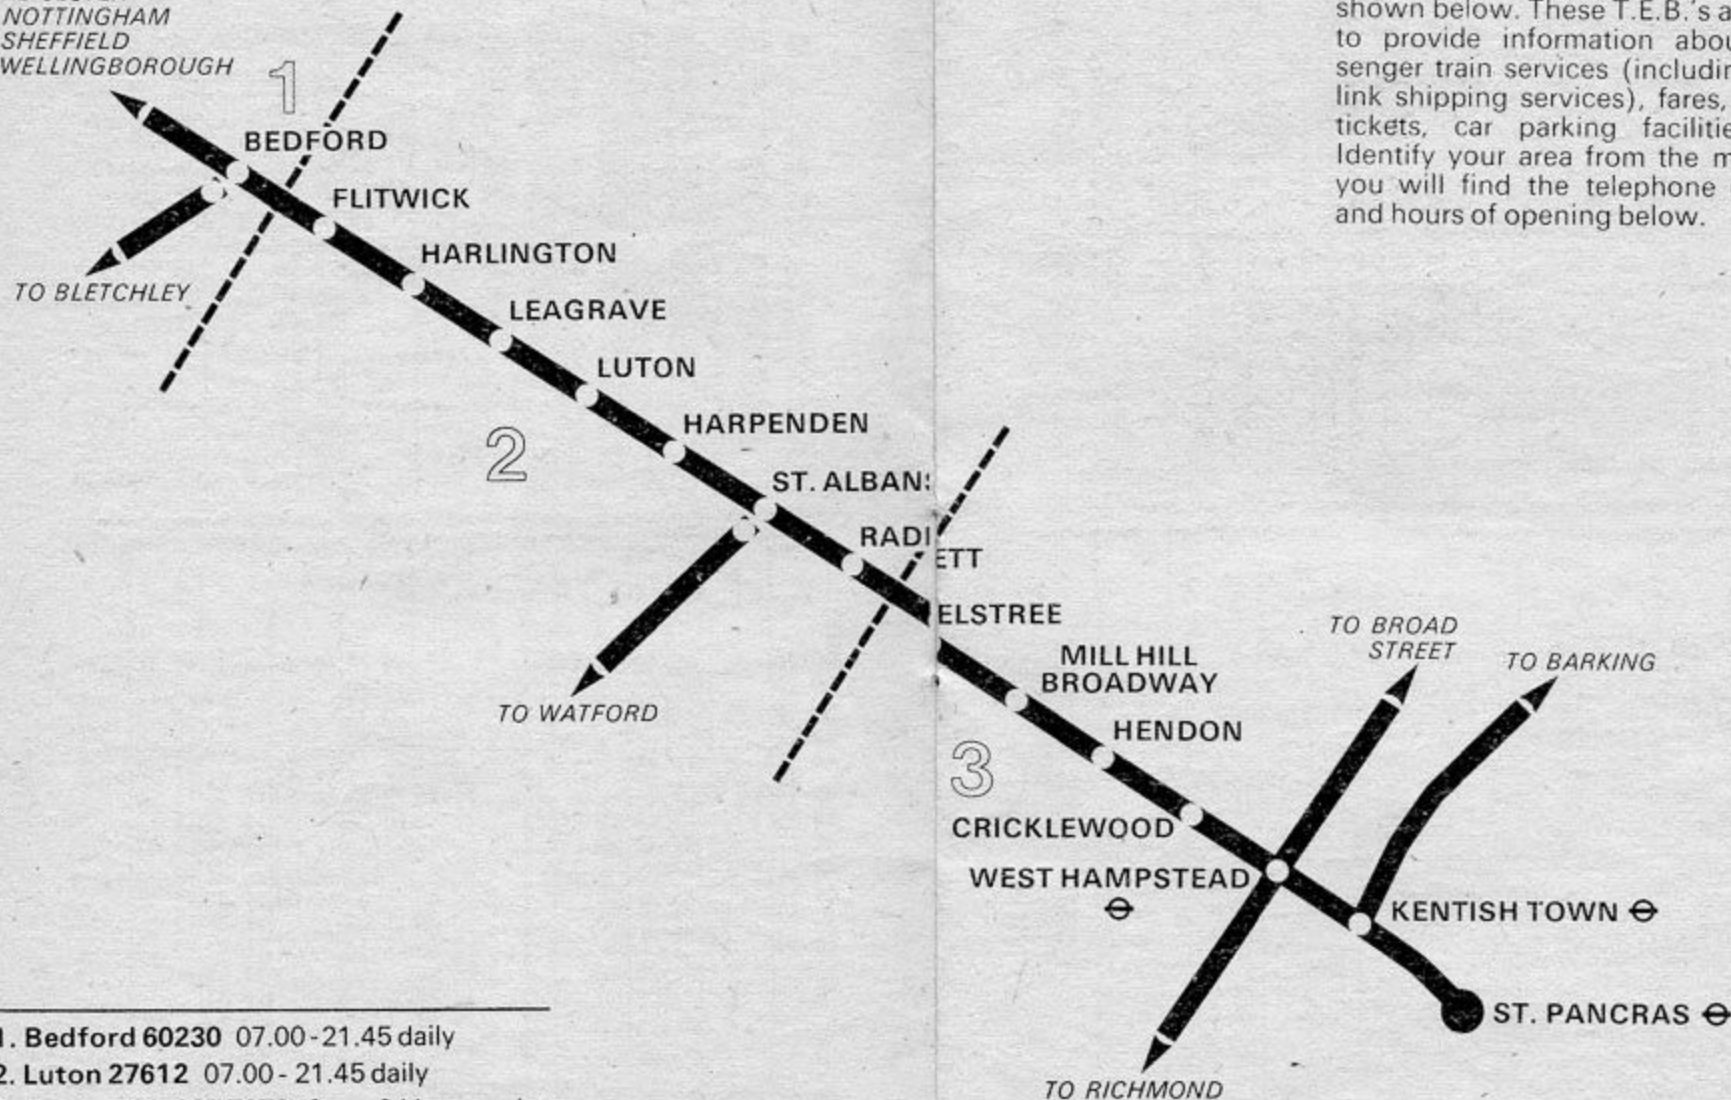 NOTTINGHAM
SHEFFIELD
WELLINGBOROUGH
1
BEDFORD
FLITWICK
HARLINGTON
TO BLETCHLEY
LEAGRAVE
LUTON
2
HARPENDEN
ST. ALBANS
RADLETT
TO WATFORD
ELSTREE
MILL HILL
BROADWAY
HENDON
3
CRICKLEWOOD
WEST HAMPSTEAD
KENTISH TOWN
ST. PANCRAS
TO BROAD
STREET
TO BARKING
TO RICHMOND
shown below. These T.E.B.'s a
to provide information abou
senger train services (includin
link shipping services), fares,
tickets, car parking facilitie
Identify your area from the m
you will find the telephone
and hours of opening below.
1. Bedford 60230 07.00-21.45 daily
2. Luton 27612 07.00 - 21.45 daily